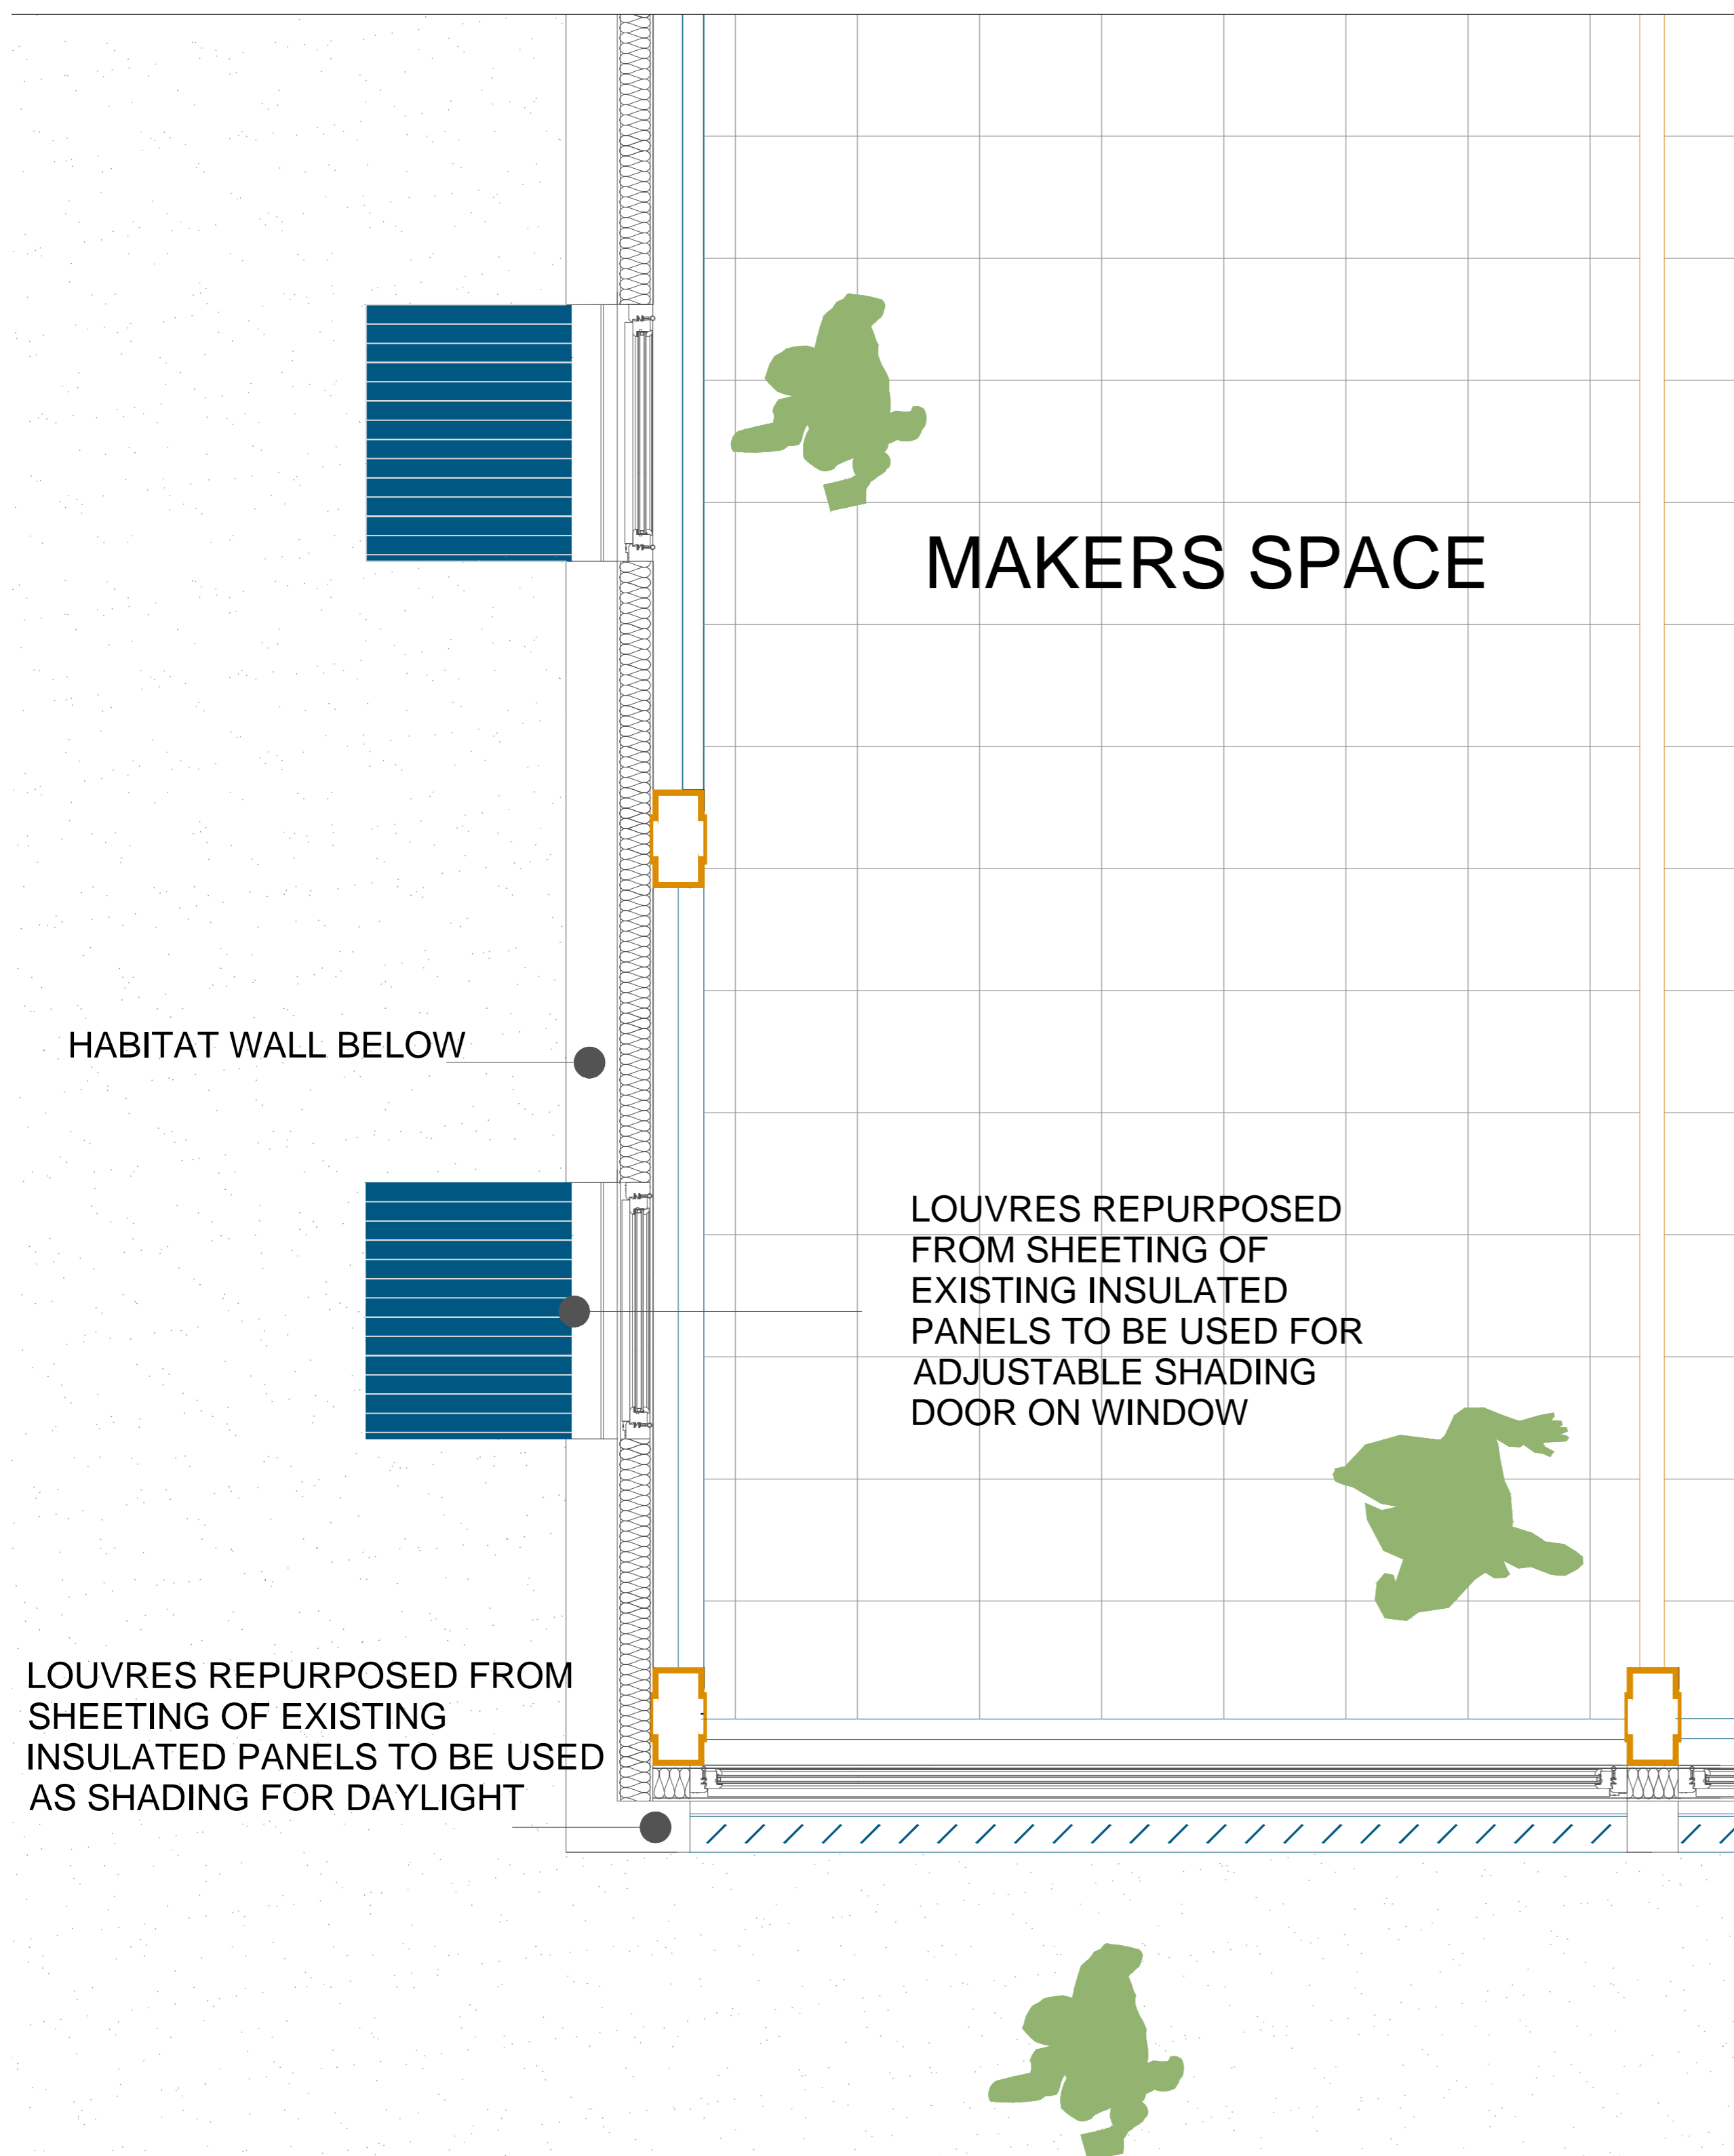 MAKERS SPACE
HABITAT WALL BELOW
LOUVRES REPURPOSED
FROM SHEETING OF
EXISTING INSULATED
PANELS TO BE USED FOR
ADJUSTABLE SHADING
DOOR ON WINDOW
LOUVRES REPURPOSED FROM
SHEETING OF EXISTING
INSULATED PANELS TO BE USED
AS SHADING FOR DAYLIGHT